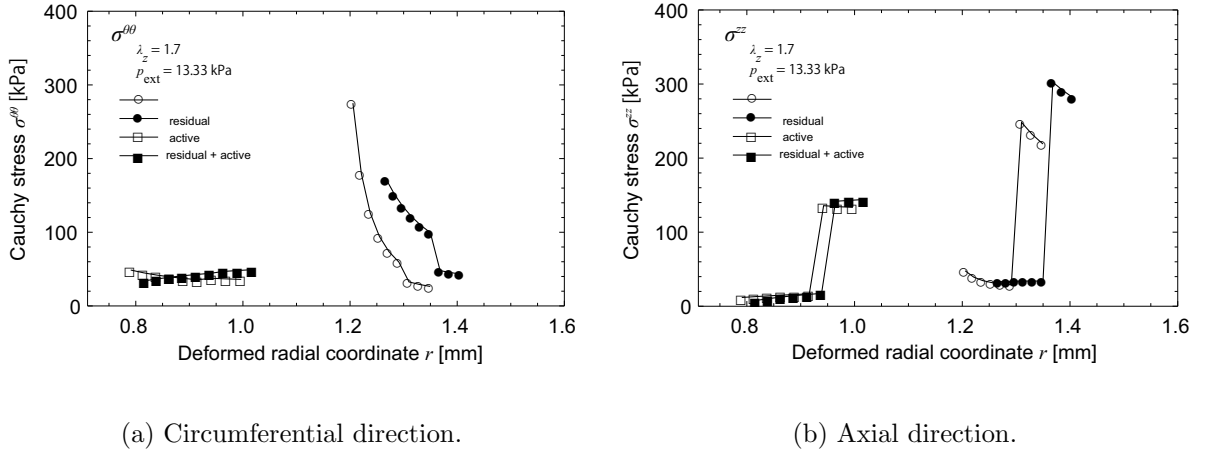 400
300
200
100
0
Cauchy stress σ^θθ [kPa]
σ^θθ
λ_z = 1.7
p_ext = 13.33 kPa
residual
active
residual + active
0.8 1.0 1.2 1.4 1.6
Deformed radial coordinate r [mm]
(a) Circumferential direction.
400
300
200
100
0
Cauchy stress σ^zz [kPa]
σ^zz
λ_z = 1.7
p_ext = 13.33 kPa
residual
active
residual + active
0.8 1.0 1.2 1.4 1.6
Deformed radial coordinate r [mm]
(b) Axial direction.